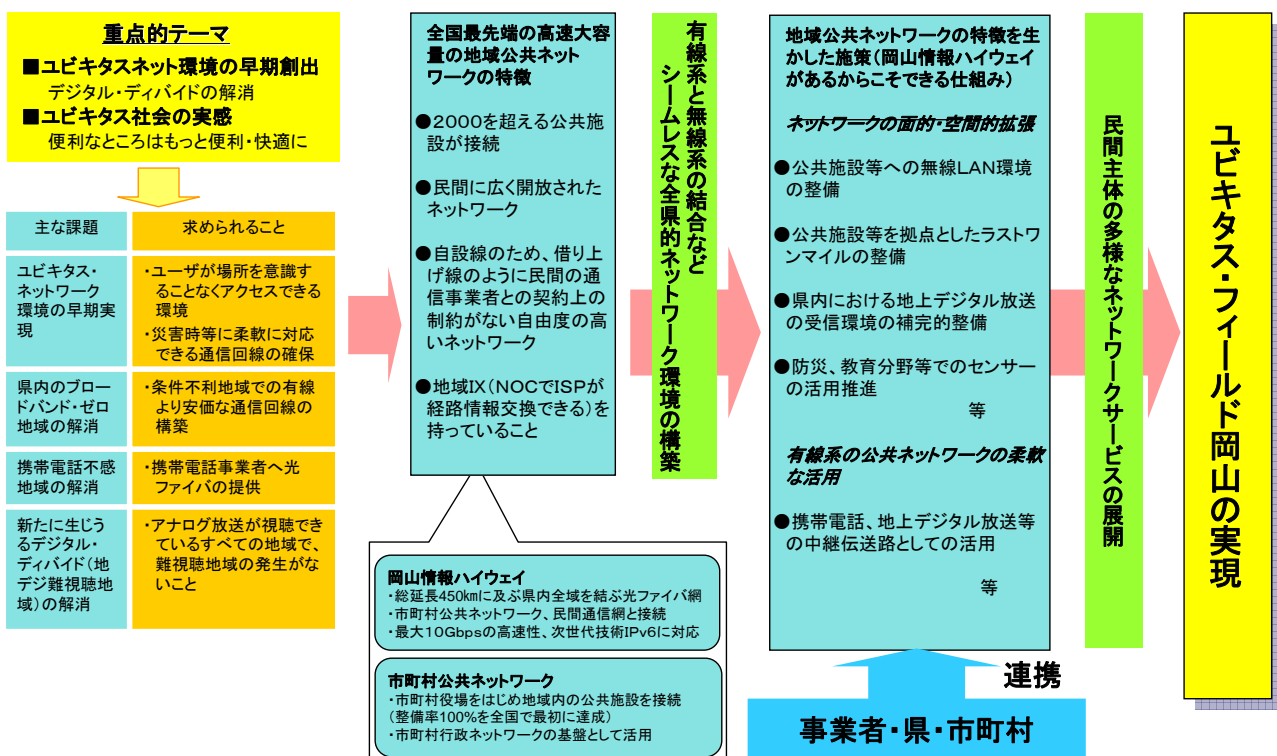 重点的テーマ
■ユビキタスネット環境の早期創出
デジタル・ディバイドの解消
■ユビキタス社会の実感
便利なところはもっと便利・快適に
主な課題
求められること
ユビキタス・
ネットワーク
環境の早期実
現
・ユーザが場所を意識す
ることなくアクセスできる
環境
・災害時等に柔軟に対応
できる通信回線の確保
県内のブロー
ドバンド・ゼロ
地域の解消
・条件不利地域での有線
より安価な通信回線の
構築
携帯電話不感
地域の解消
・携帯電話事業者へ光
ファイバの提供
新たに生じう
るデジタル・
ディバイド（地
デジ難視聴地
域）の解消
・アナログ放送が視聴でき
ているすべての地域で、
難視聴地域の発生がな
いこと
全国最先端の高速大容
量の地域公共ネット
ワークの特徴
●２０００を超える公共施
設が接続
●民間に広く開放された
ネットワーク
●自設線のため、借り上
げ線のように民間の通
信事業者との契約上の
制約がない自由度の高
いネットワーク
●地域IX（NOCでISPが
経路情報交換できる）を
持っていること
岡山情報ハイウェイ
・総延長450㎞に及ぶ県内全域を結ぶ光ファイバ網
・市町村公共ネットワーク、民間通信網と接続
・最大１０Gbpsの高速性、次世代技術IPv6に対応
市町村公共ネットワーク
・市町村役場をはじめ地域内の公共施設を接続
（整備率100％を全国で最初に達成）
・市町村行政ネットワークの基盤として活用
有線系と無線系の結合など
シームレスな全県的ネットワーク環境の構築
地域公共ネットワークの特徴を生
かした施策（岡山情報ハイウェイ
があるからこそできる仕組み）
ネットワークの面的・空間的拡張
●公共施設等への無線LAN環境
の整備
●公共施設等を拠点としたラストワ
ンマイルの整備
●県内における地上デジタル放送
の受信環境の補完的整備
●防災、教育分野等でのセンサー
の活用推進
等
有線系の公共ネットワークの柔軟
な活用
●携帯電話、地上デジタル放送等
の中継伝送路としての活用
等
連携
事業者・県・市町村
民間主体の多様なネットワークサービスの展開
ユビキタス・フィールド岡山の実現